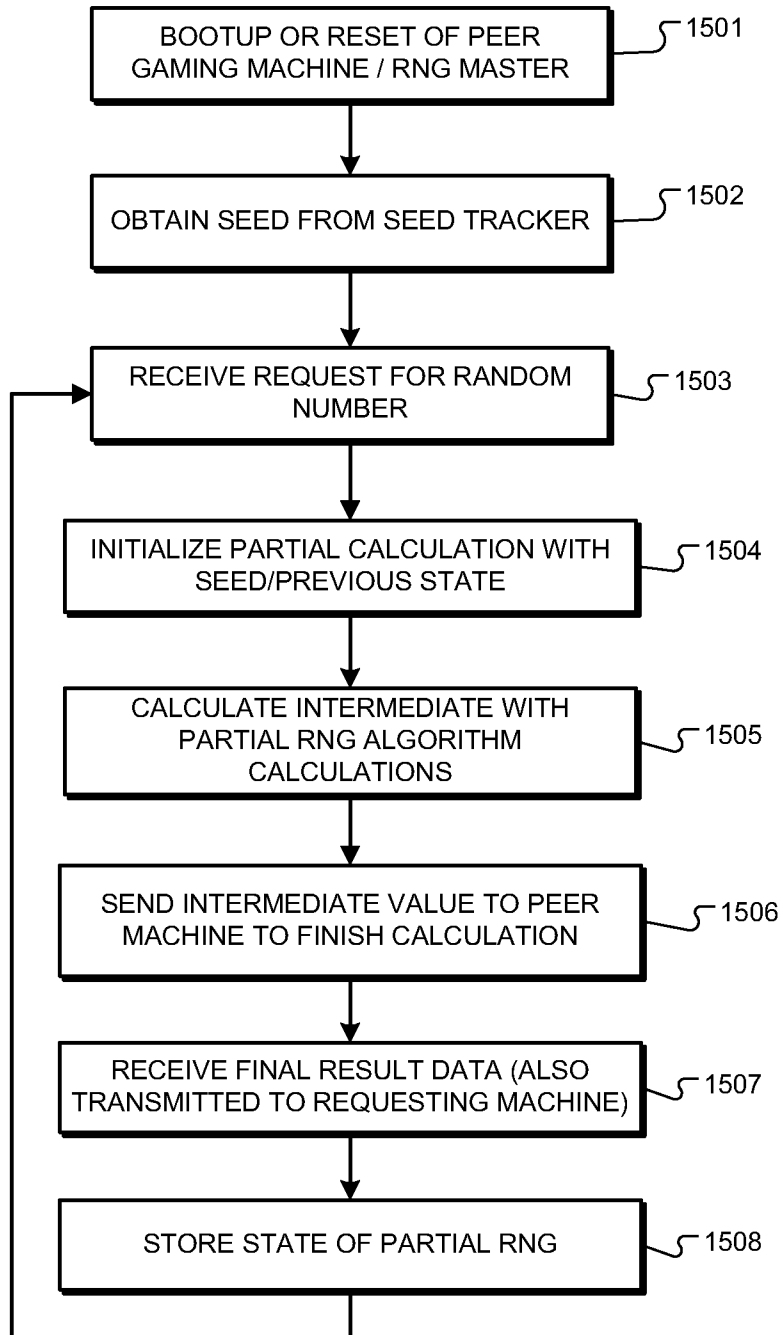 BOOTUP OR RESET OF PEER
GAMING MACHINE / RNG MASTER
1501
OBTAIN SEED FROM SEED TRACKER
1502
RECEIVE REQUEST FOR RANDOM
NUMBER
1503
INITIALIZE PARTIAL CALCULATION WITH
SEED/PREVIOUS STATE
1504
CALCULATE INTERMEDIATE WITH
PARTIAL RNG ALGORITHM
CALCULATIONS
1505
SEND INTERMEDIATE VALUE TO PEER
MACHINE TO FINISH CALCULATION
1506
RECEIVE FINAL RESULT DATA (ALSO
TRANSMITTED TO REQUESTING MACHINE)
1507
STORE STATE OF PARTIAL RNG
1508